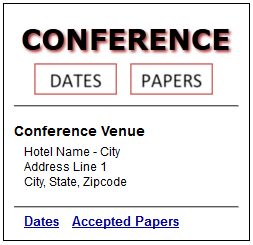 CONFERENCE
DATES PAPERS
Conference Venue
Hotel Name - City
Address Line 1
City, State, Zipcode
Dates Accepted Papers